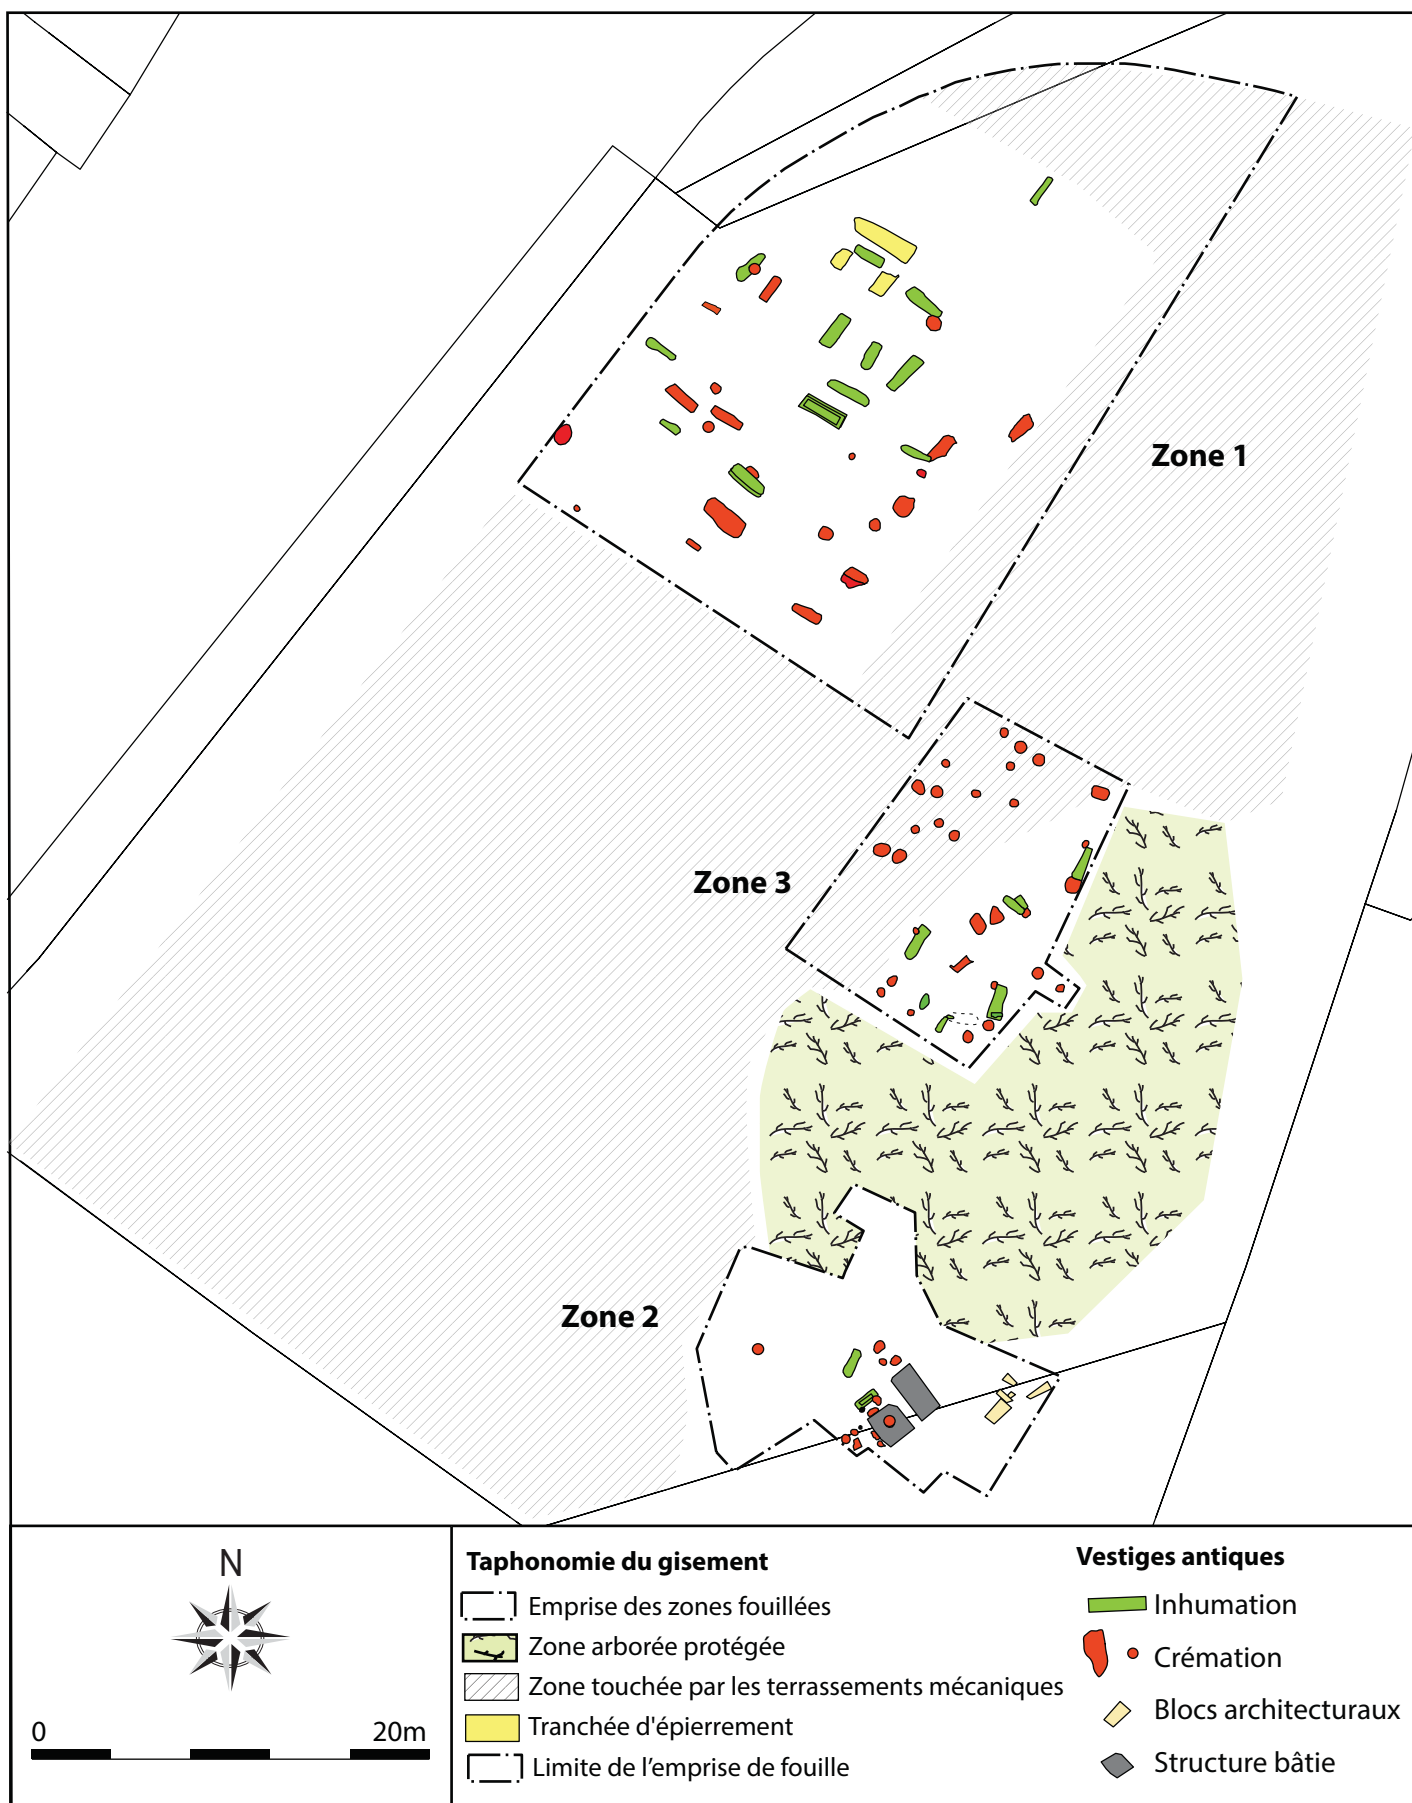 Zone 1
Zone 3
Zone 2
N
0 20m
Taphonomie du gisement
Emprise des zones fouillées
Zone arborée protégée
Zone touchée par les terrassements mécaniques
Tranchée d'épierrement
Limite de l’emprise de fouille
Vestiges antiques
Inhumation
Crémation
Blocs architecturaux
Structure bâtie